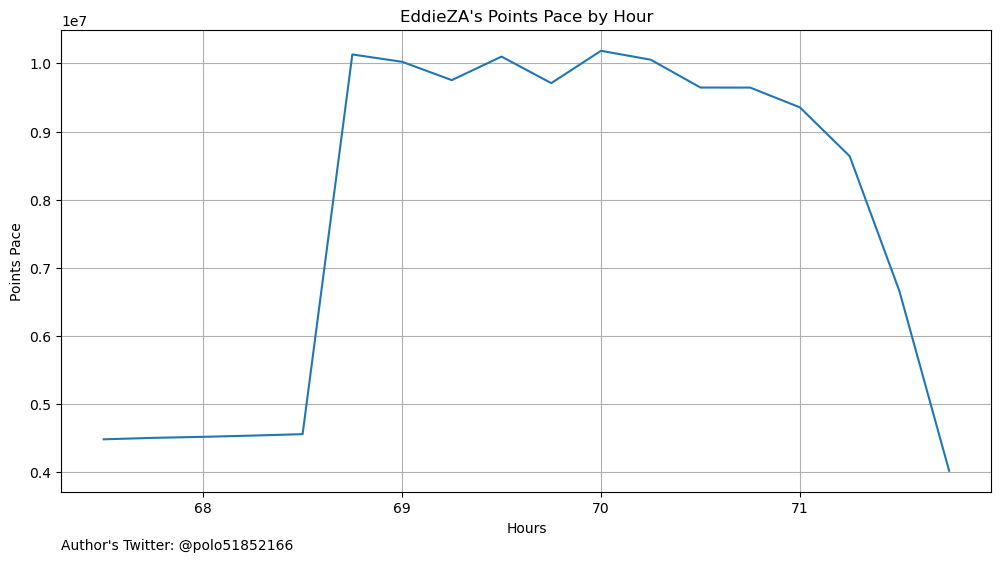 EddieZA's Points Pace by Hour
1e7
1.0
0.9
0.8
0.7
0.6
0.5
0.4
Points Pace
68 69 70 71
Hours
Author's Twitter: @polo51852166